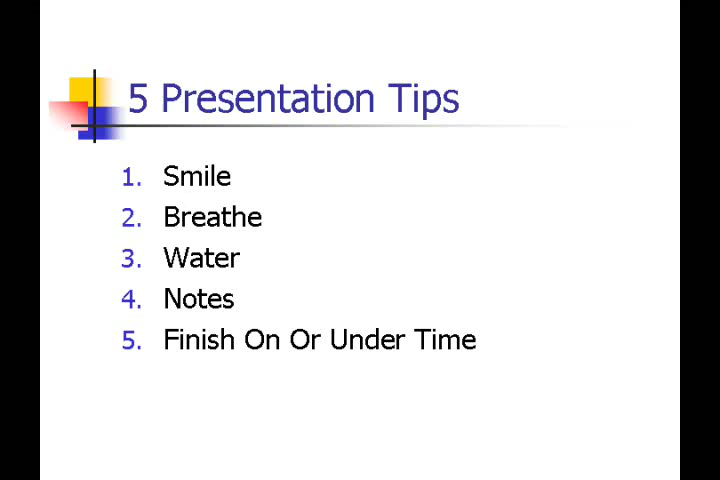 5 Presentation Tips
1. Smile
2. Breathe
3. Water
4. Notes
5. Finish On Or Under Time